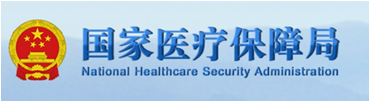 国家医疗保障局
National Healthcare Security Administration